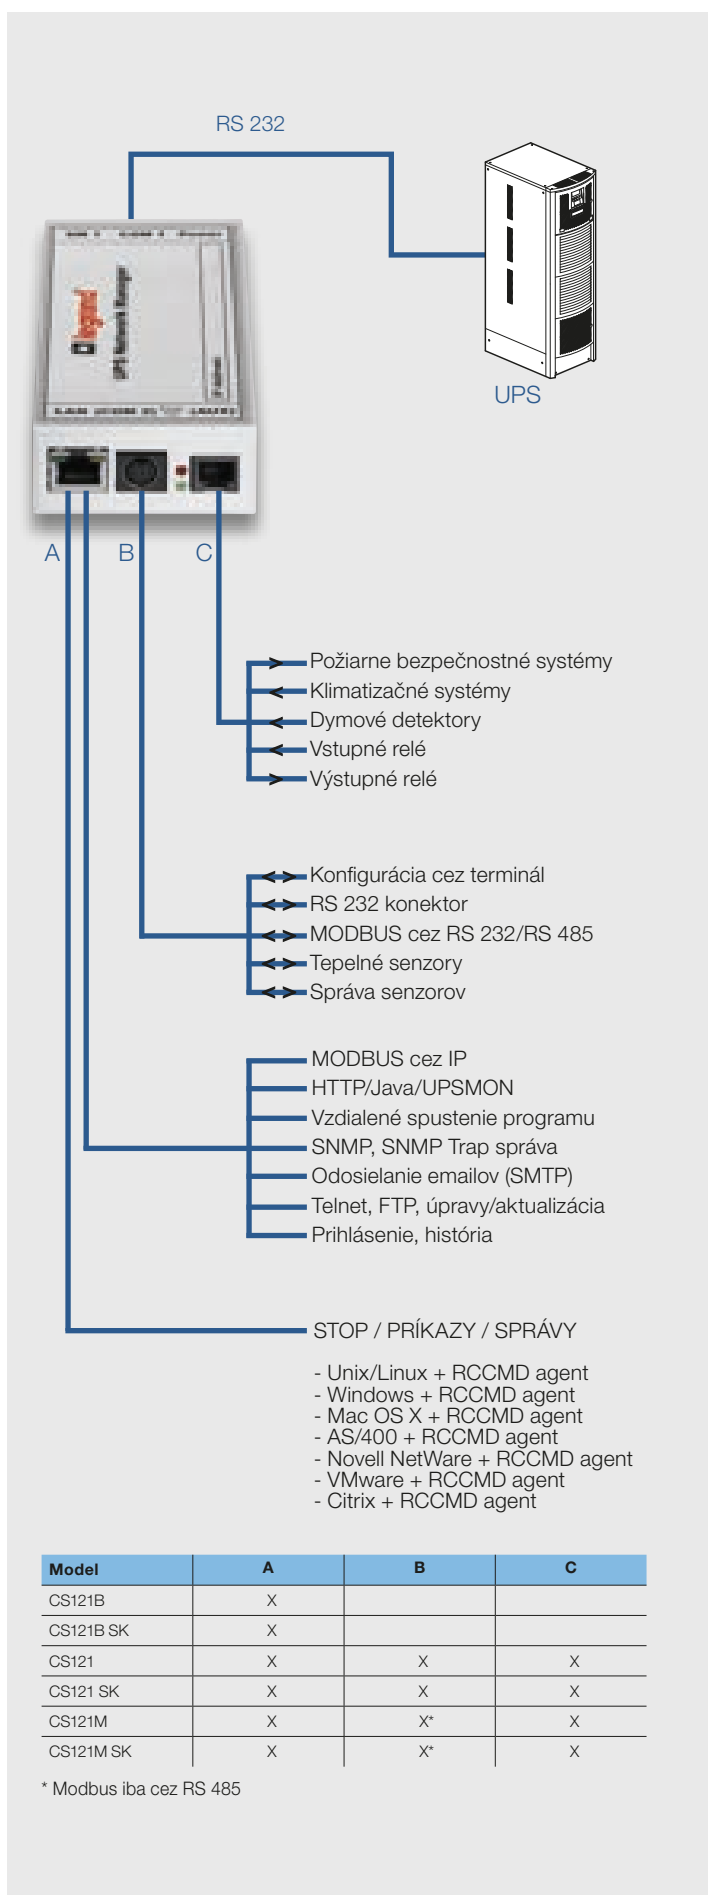 RS 232
legrand
UPS Network Ranger
UPS
A B C
Požiarne bezpečnostné systémy
Klimatizačné systémy
Dymové detektory
Vstupné relé
Výstupné relé
Konfigurácia cez terminál
RS 232 konektor
MODBUS cez RS 232/RS 485
Tepelné senzory
Správa senzorov
MODBUS cez IP
HTTP/Java/UPSMON
Vzdialené spustenie programu
SNMP, SNMP Trap správa
Odosielanie emailov (SMTP)
Telnet, FTP, úpravy/aktualizácia
Prihlásenie, história
STOP / PRÍKAZY / SPRÁVY
- Unix/Linux + RCCMD agent
- Windows + RCCMD agent
- Mac OS X + RCCMD agent
- AS/400 + RCCMD agent
- Novell NetWare + RCCMD agent
- VMware + RCCMD agent
- Citrix + RCCMD agent
Model A B C
CS121B X
CS121B SK X
CS121 X X X
CS121 SK X X X
CS121M X X* X
CS121M SK X X* X
* Modbus iba cez RS 485